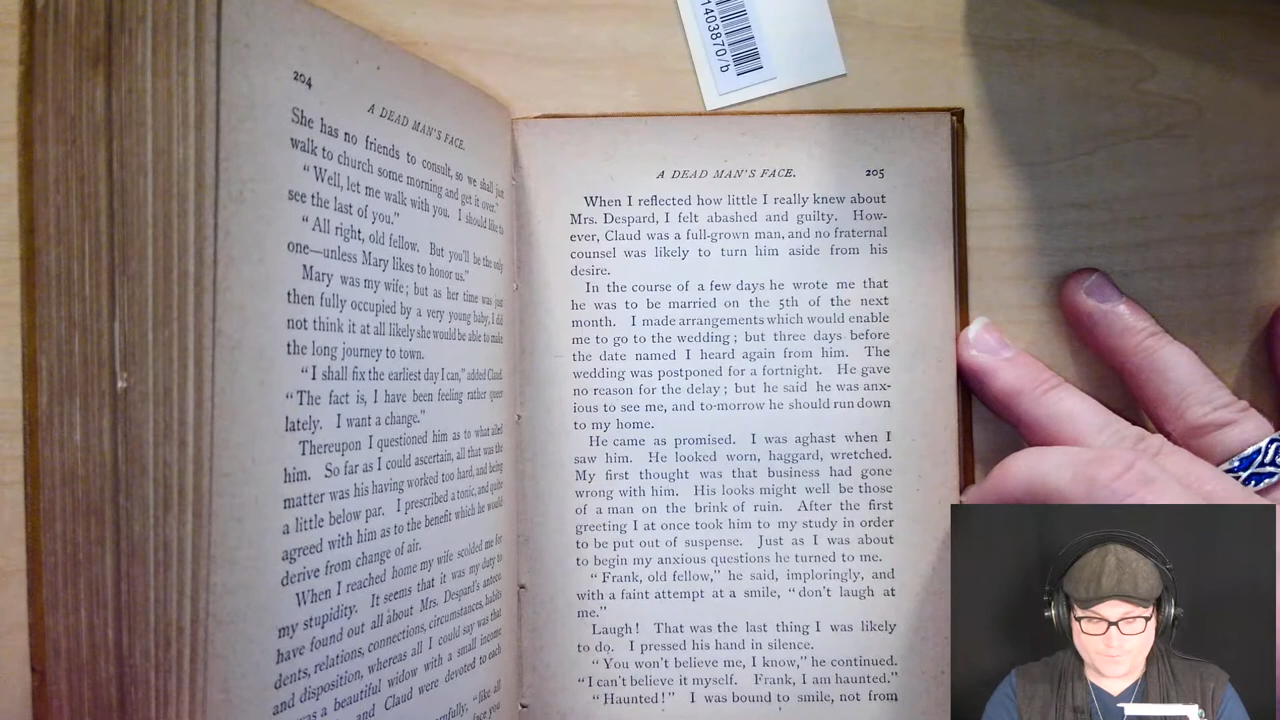 1403870/b
204
A DEAD MAN'S FACE.
She has no friends to consult, so we shall just
walk to church some morning and get it over."
"Well, let me walk with you. I should like to
see the last of you."
"All right, old fellow. But you'll be the only
one—unless Mary likes to honor us."
Mary was my wife; but as her time was just
then fully occupied by a very young baby, I did
not think it at all likely she would be able to make
the long journey to town.
"I shall fix the earliest day I can," added Claud.
"The fact is, I have been feeling rather queer
lately. I want a change."
Thereupon I questioned him as to what ailed
him. So far as I could ascertain, all that was the
matter was his having worked too hard, and being
a little below par. I prescribed a tonic, and quite
agreed with him as to the benefit which he would
derive from change of air.
When I reached home my wife scolded me for
my stupidity. It seems that it was my duty to
have found out all about Mrs. Despard's antece-
dents, relations, connections, circumstances, habits
and disposition, whereas all I could say was that
was a beautiful widow with a small income
and Claud were devoted to each
"like all
you
A DEAD MAN'S FACE. 205
When I reflected how little I really knew about
Mrs. Despard, I felt abashed and guilty. How-
ever, Claud was a full-grown man, and no fraternal
counsel was likely to turn him aside from his
desire.
In the course of a few days he wrote me that
he was to be married on the 5th of the next
month. I made arrangements which would enable
me to go to the wedding; but three days before
the date named I heard again from him. The
wedding was postponed for a fortnight. He gave
no reason for the delay; but he said he was anx-
ious to see me, and to-morrow he should run down
to my home.
He came as promised. I was aghast when I
saw him. He looked worn, haggard, wretched.
My first thought was that business had gone
wrong with him. His looks might well be those
of a man on the brink of ruin. After the first
greeting I at once took him to my study in order
to be put out of suspense. Just as I was about
to begin my anxious questions he turned to me.
"Frank, old fellow," he said, imploringly, and
with a faint attempt at a smile, "don't laugh at
me."
Laugh! That was the last thing I was likely
to do. I pressed his hand in silence.
"You won't believe me, I know," he continued.
"I can't believe it myself. Frank, I am haunted."
"Haunted!" I was bound to smile, not from